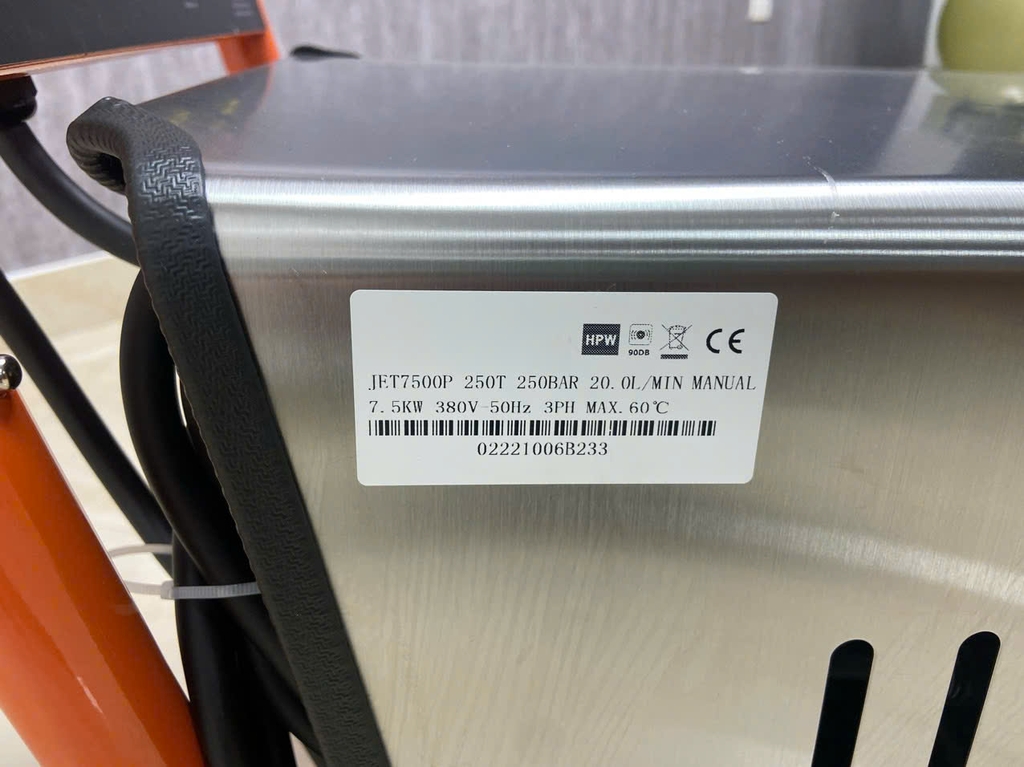 HPW
90DB
CE
JET7500P 250T 250BAR 20.0L/MIN MANUAL
7.5KW 380V-50Hz 3PH MAX.60℃
02221006B233